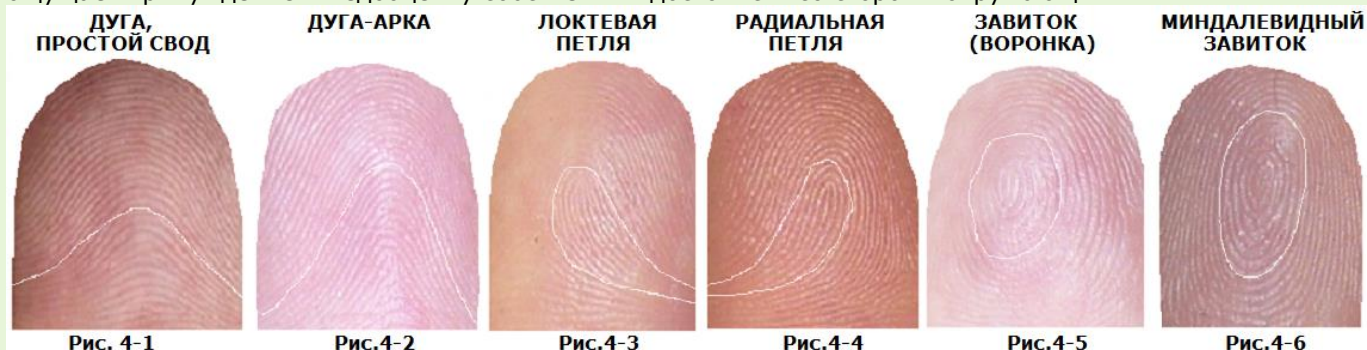 ДУГА,
ПРОСТОЙ СВОД
ДУГА-АРКА
ЛОКТЕВАЯ
ПЕТЛЯ
РАДИАЛЬНАЯ
ПЕТЛЯ
ЗАВИТОК
(ВОРОНКА)
МИНДАЛЕВИДНЫЙ
ЗАВИТОК
Рис. 4-1
Рис.4-2
Рис.4-3
Рис.4-4
Рис.4-5
Рис.4-6